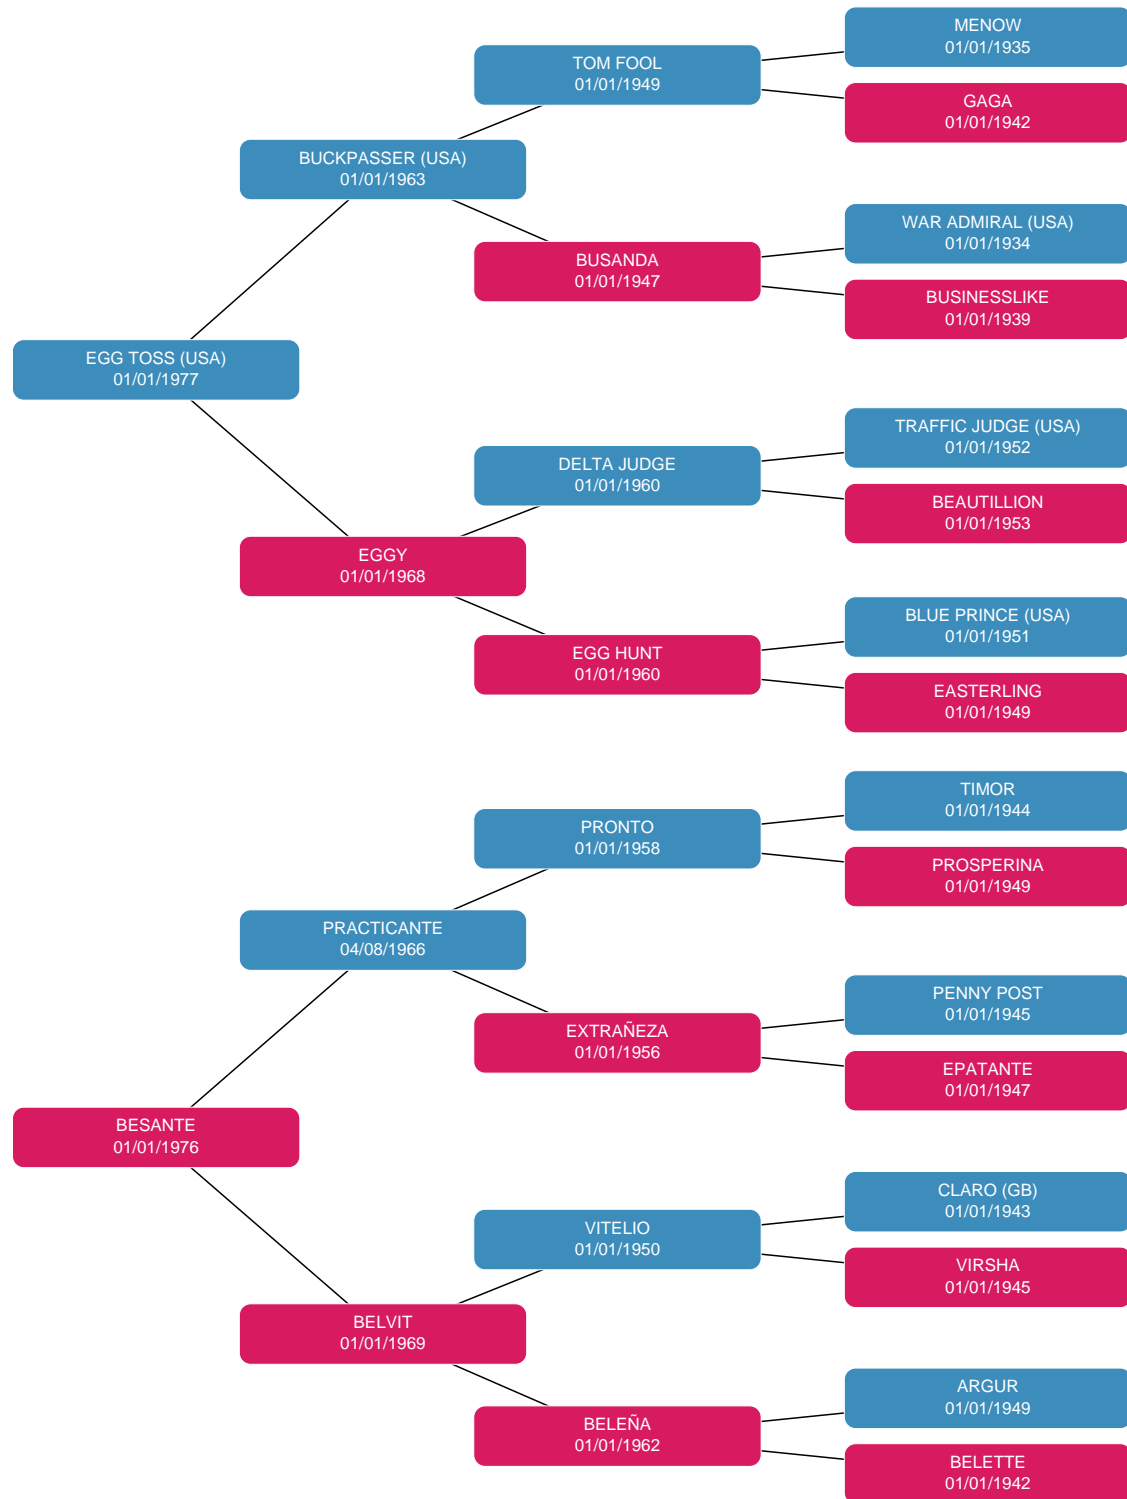 MENOW
01/01/1935
TOM FOOL
01/01/1949
GAGA
01/01/1942
BUCKPASSER (USA)
01/01/1963
WAR ADMIRAL (USA)
01/01/1934
BUSANDA
01/01/1947
BUSINESSLIKE
01/01/1939
EGG TOSS (USA)
01/01/1977
TRAFFIC JUDGE (USA)
01/01/1952
DELTA JUDGE
01/01/1960
BEAUTILLION
01/01/1953
EGGY
01/01/1968
BLUE PRINCE (USA)
01/01/1951
EGG HUNT
01/01/1960
EASTERLING
01/01/1949
TIMOR
01/01/1944
PRONTO
01/01/1958
PROSPERINA
01/01/1949
PRACTICANTE
04/08/1966
PENNY POST
01/01/1945
EXTRAÑEZA
01/01/1956
EPATANTE
01/01/1947
BESANTE
01/01/1976
CLARO (GB)
01/01/1943
VITELIO
01/01/1950
VIRSHA
01/01/1945
BELVIT
01/01/1969
ARGUR
01/01/1949
BELEÑA
01/01/1962
BELETTE
01/01/1942